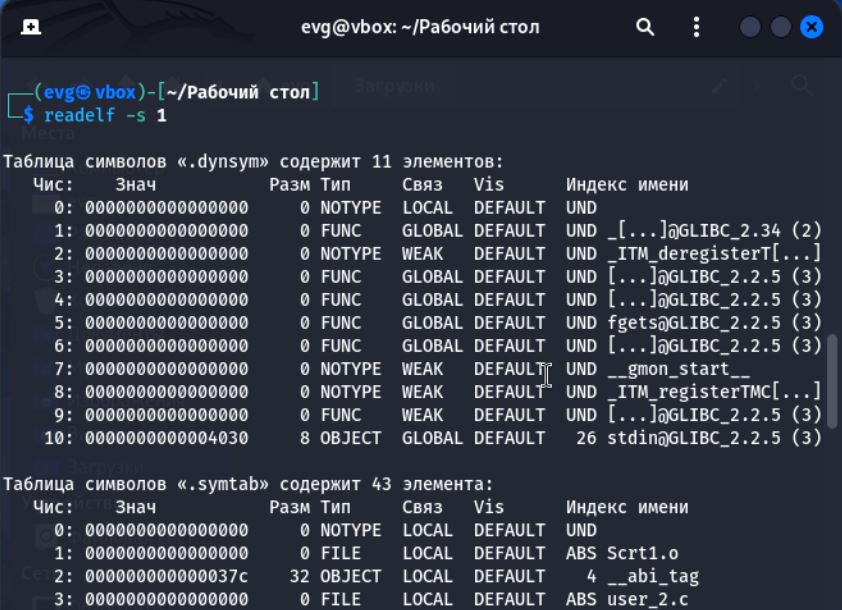 evg@vbox: ~/Рабочий стол
Загрузки
(evg㉿vbox)-[~/Рабочий стол]
$ readelf -s 1
Места
Таблица символов «.dynsym» содержит 11 элементов:
Чис: Знач Разм Тип Связ Vis Индекс имени
0: 0000000000000000 0 NOTYPE LOCAL DEFAULT UND
1: 0000000000000000 0 FUNC GLOBAL DEFAULT UND _[...]@GLIBC_2.34 (2)
2: 0000000000000000 0 NOTYPE WEAK DEFAULT UND _ITM_deregisterT[...]
3: 0000000000000000 0 FUNC GLOBAL DEFAULT UND [...]@GLIBC_2.2.5 (3)
4: 0000000000000000 0 FUNC GLOBAL DEFAULT UND [...]@GLIBC_2.2.5 (3)
5: 0000000000000000 0 FUNC GLOBAL DEFAULT UND fgets@GLIBC_2.2.5 (3)
6: 0000000000000000 0 FUNC GLOBAL DEFAULT UND [...]@GLIBC_2.2.5 (3)
7: 0000000000000000 0 NOTYPE WEAK DEFAULT UND __gmon_start__
8: 0000000000000000 0 NOTYPE WEAK DEFAULT UND _ITM_registerTMC[...]
9: 0000000000000000 0 FUNC WEAK DEFAULT UND [...]@GLIBC_2.2.5 (3)
10: 0000000000004030 8 OBJECT GLOBAL DEFAULT 26 stdin@GLIBC_2.2.5 (3)
Загрузки
Таблица символов «.symtab» содержит 43 элемента:
Чис: Знач Разм Тип Связ Vis Индекс имени
0: 0000000000000000 0 NOTYPE LOCAL DEFAULT UND
1: 0000000000000000 0 FILE LOCAL DEFAULT ABS Scrt1.o
2: 000000000000037c 32 OBJECT LOCAL DEFAULT 4 __abi_tag
3: 0000000000000000 0 FILE LOCAL DEFAULT ABS user_2.c